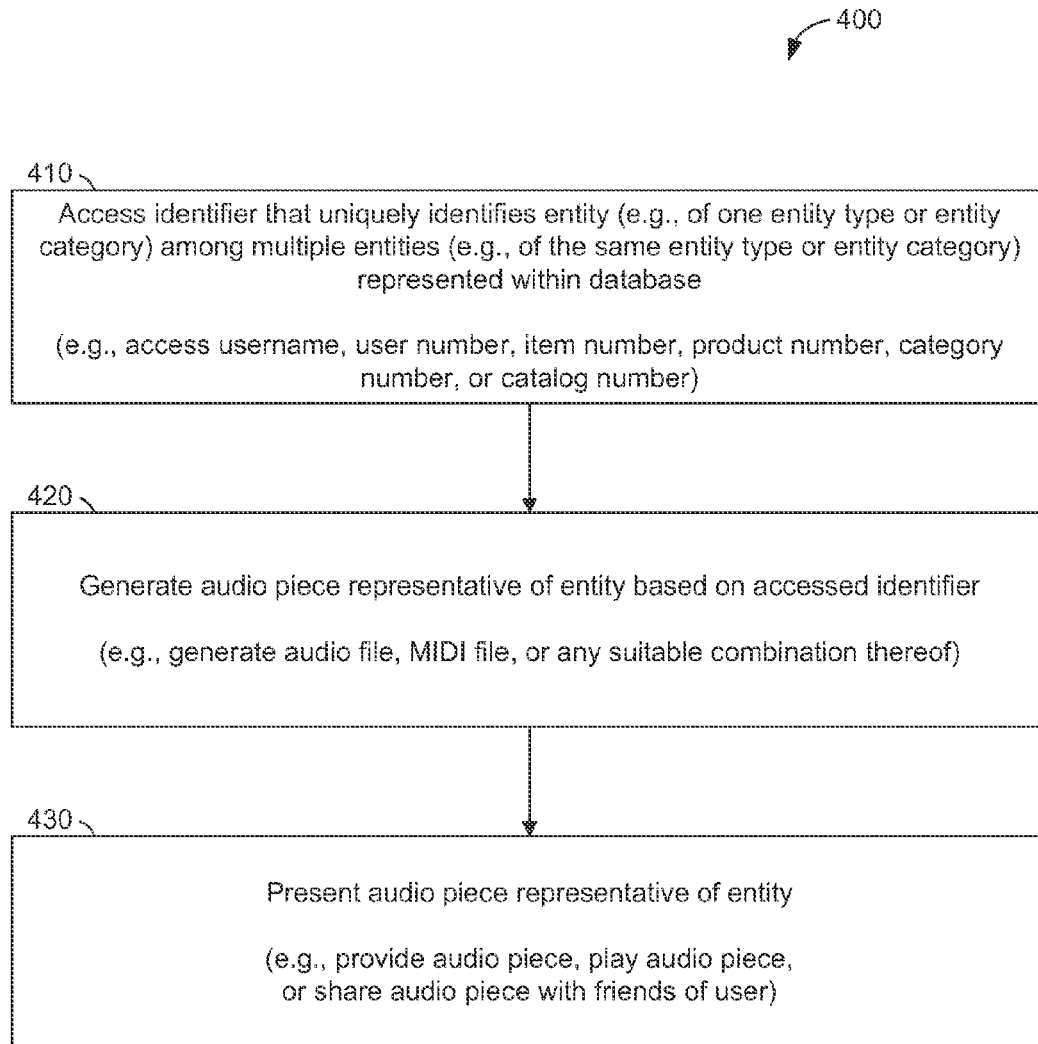 400
410
Access identifier that uniquely identifies entity (e.g., of one entity type or entity
category) among multiple entities (e.g., of the same entity type or entity category)
represented within database
(e.g., access username, user number, item number, product number, category
number, or catalog number)
420
Generate audio piece representative of entity based on accessed identifier
(e.g., generate audio file, MIDI file, or any suitable combination thereof)
430
Present audio piece representative of entity
(e.g., provide audio piece, play audio piece,
or share audio piece with friends of user)